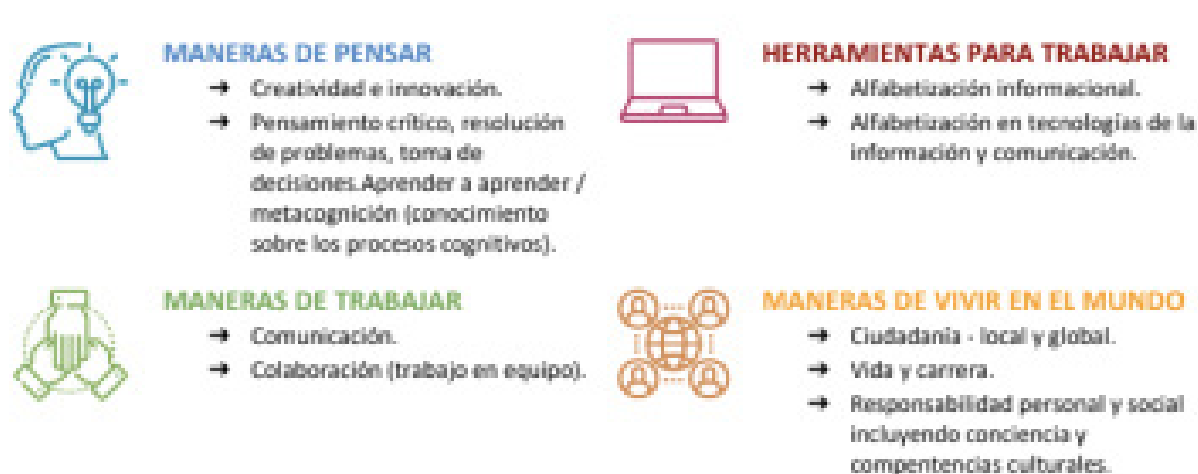 MANERAS DE PENSAR
➔ Creatividad e innovación.
➔ Pensamiento crítico, resolución
de problemas, toma de
decisiones.Aprender a aprender /
metacognición (conocimiento
sobre los procesos cognitivos).
HERRAMIENTAS PARA TRABAJAR
➔ Alfabetización informacional.
➔ Alfabetización en tecnologías de la
información y comunicación.
MANERAS DE TRABAJAR
➔ Comunicación.
➔ Colaboración (trabajo en equipo).
MANERAS DE VIVIR EN EL MUNDO
➔ Ciudadanía - local y global.
➔ Vida y carrera.
➔ Responsabilidad personal y social
incluyendo conciencia y
compentencias culturales.